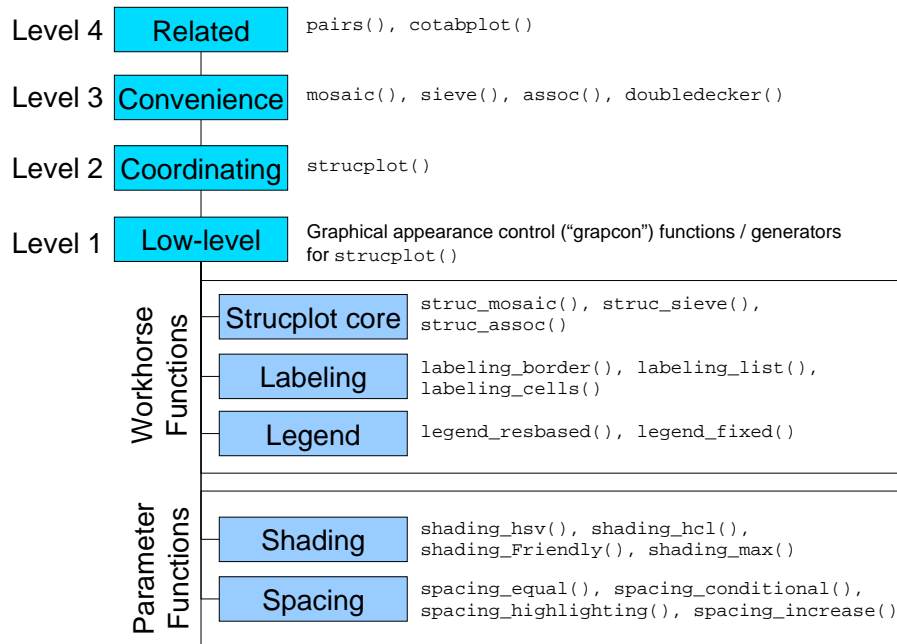 Level 4 Related pairs(), cotabplot()
Level 3 Convenience mosaic(), sieve(), assoc(), doubledecker()
Level 2 Coordinating strucplot()
Level 1 Low-level Graphical appearance control (“grapcon”) functions / generators
for strucplot()
Workhorse
Functions
Strucplot core struc_mosaic(), struc_sieve(),
struc_assoc()
Labeling labeling_border(), labeling_list(),
labeling_cells()
Legend legend_resbased(), legend_fixed()
Parameter
Functions
Shading shading_hsv(), shading_hcl(),
shading_Friendly(), shading_max()
Spacing spacing_equal(), spacing_conditional(),
spacing_highlighting(), spacing_increase()